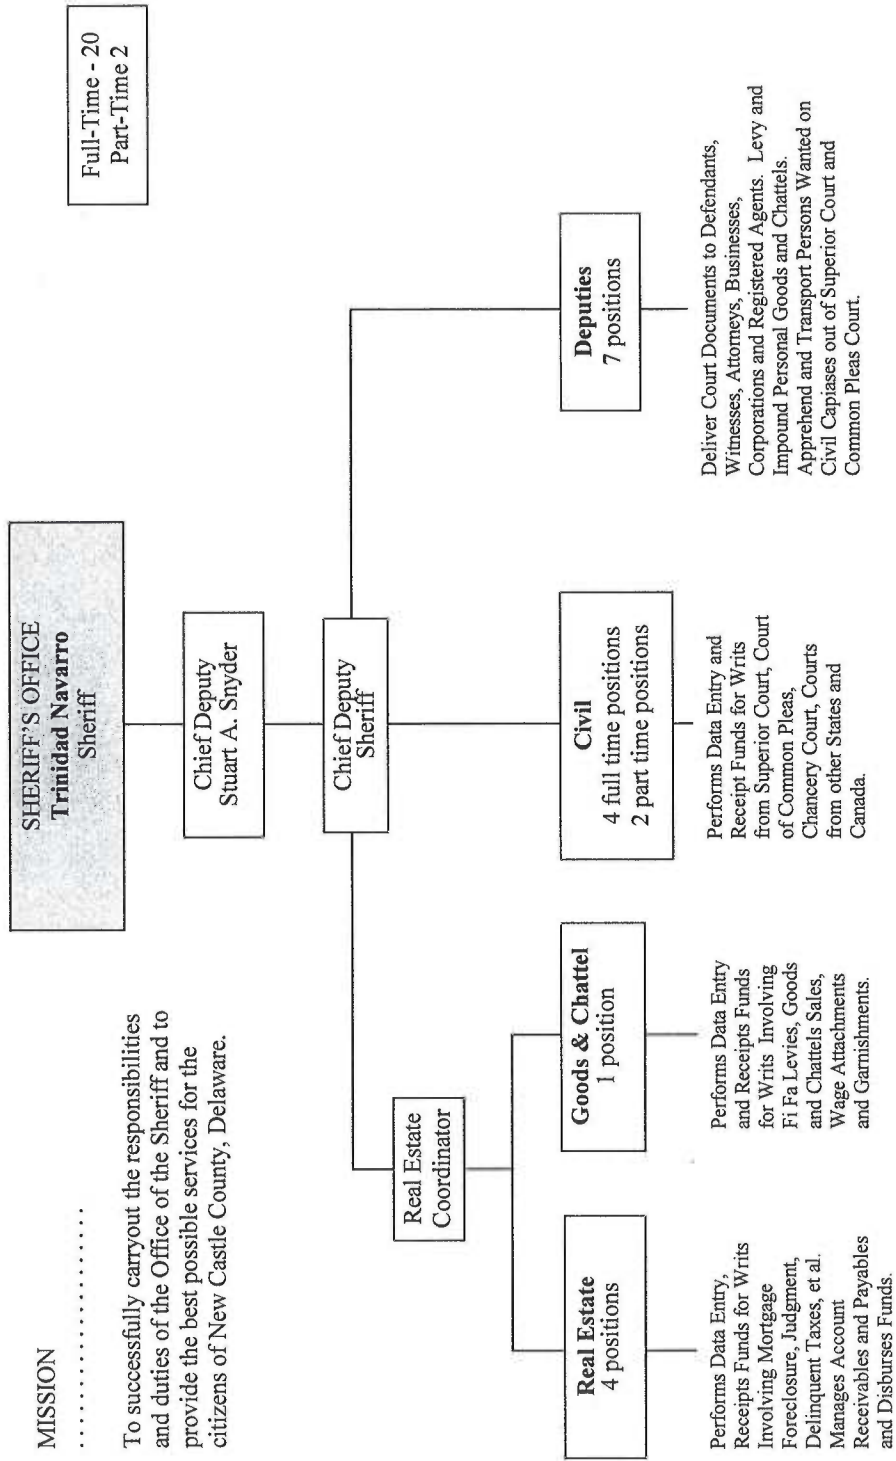 MISSION
........................
To successfully carryout the responsibilities
and duties of the Office of the Sheriff and to
provide the best possible services for the
citizens of New Castle County, Delaware.
SHERIFF'S OFFICE
Trinidad Navarro
Sheriff
Full-Time - 20
Part-Time 2
Chief Deputy
Stuart A. Snyder
Chief Deputy
Sheriff
Real Estate
Coordinator
Real Estate
4 positions
Performs Data Entry,
Receipts Funds for Writs
Involving Mortgage
Foreclosure, Judgment,
Delinquent Taxes, et al.
Manages Account
Receivables and Payables
and Disburses Funds.
Goods & Chattel
1 position
Performs Data Entry
and Receipts Funds
for Writs Involving
Fi Fa Levies, Goods
and Chattels Sales,
Wage Attachments
and Garnishments.
Civil
4 full time positions
2 part time positions
Performs Data Entry and
Receipt Funds for Writs
from Superior Court, Court
of Common Pleas,
Chancery Court, Courts
from other States and
Canada.
Deputies
7 positions
Deliver Court Documents to Defendants,
Witnesses, Attorneys, Businesses,
Corporations and Registered Agents. Levy and
Impound Personal Goods and Chattels.
Apprehend and Transport Persons Wanted on
Civil Capiases out of Superior Court and
Common Pleas Court.